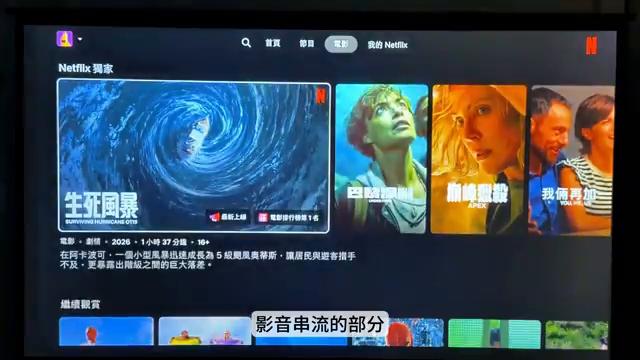 首頁 節目 電影 我的 Netflix
N
Netflix 獨家
N
生死風暴
SURVIVING HURRICANE OTIS
最新上線 電影排行榜第 1 名
巔峰獵殺
APEX
我倆再加
YOU, ME &
電影 • 劇情 • 2026 • 1 小時 37 分鐘 • 16+
在阿卡波可，一個小型風暴迅速成長為 5 級颶風奧蒂斯，讓居民與遊客措手
不及，更暴露出階級之間的巨大落差。
繼續觀賞
影音串流的部分